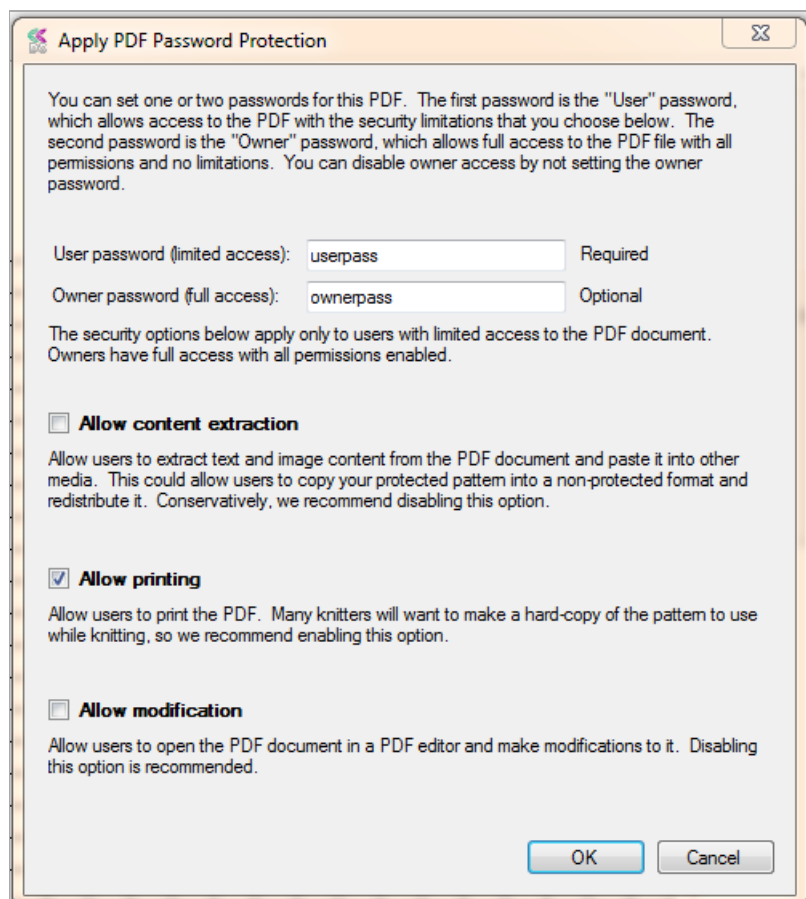 Apply PDF Password Protection
You can set one or two passwords for this PDF.  The first password is the "User" password,
which allows access to the PDF with the security limitations that you choose below.  The
second password is the "Owner" password, which allows full access to the PDF file with all
permissions and no limitations.  You can disable owner access by not setting the owner
password.
User password (limited access): userpass Required
Owner password (full access): ownerpass Optional
The security options below apply only to users with limited access to the PDF document.
Owners have full access with all permissions enabled.
Allow content extraction
Allow users to extract text and image content from the PDF document and paste it into other
media.  This could allow users to copy your protected pattern into a non-protected format and
redistribute it.  Conservatively, we recommend disabling this option.
Allow printing
Allow users to print the PDF.  Many knitters will want to make a hard-copy of the pattern to use
while knitting, so we recommend enabling this option.
Allow modification
Allow users to open the PDF document in a PDF editor and make modifications to it.  Disabling
this option is recommended.
OK Cancel